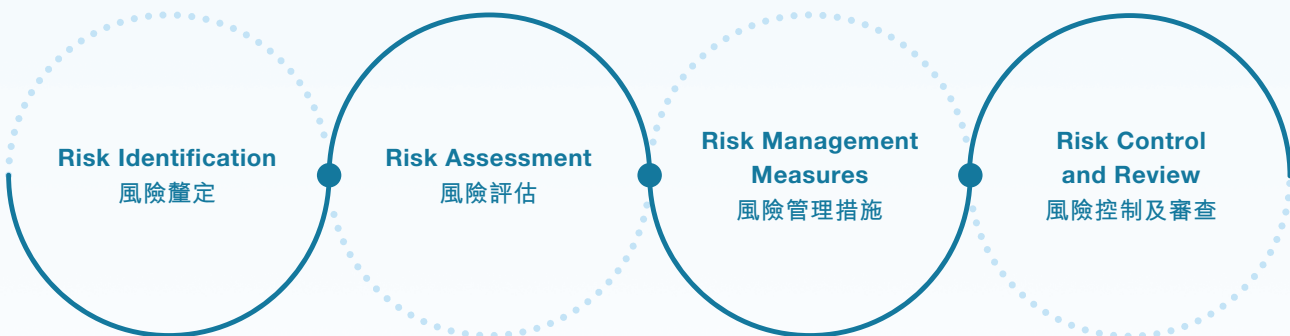 Risk Identification
風險釐定
Risk Assessment
風險評估
Risk Management
Measures
風險管理措施
Risk Control
and Review
風險控制及審查